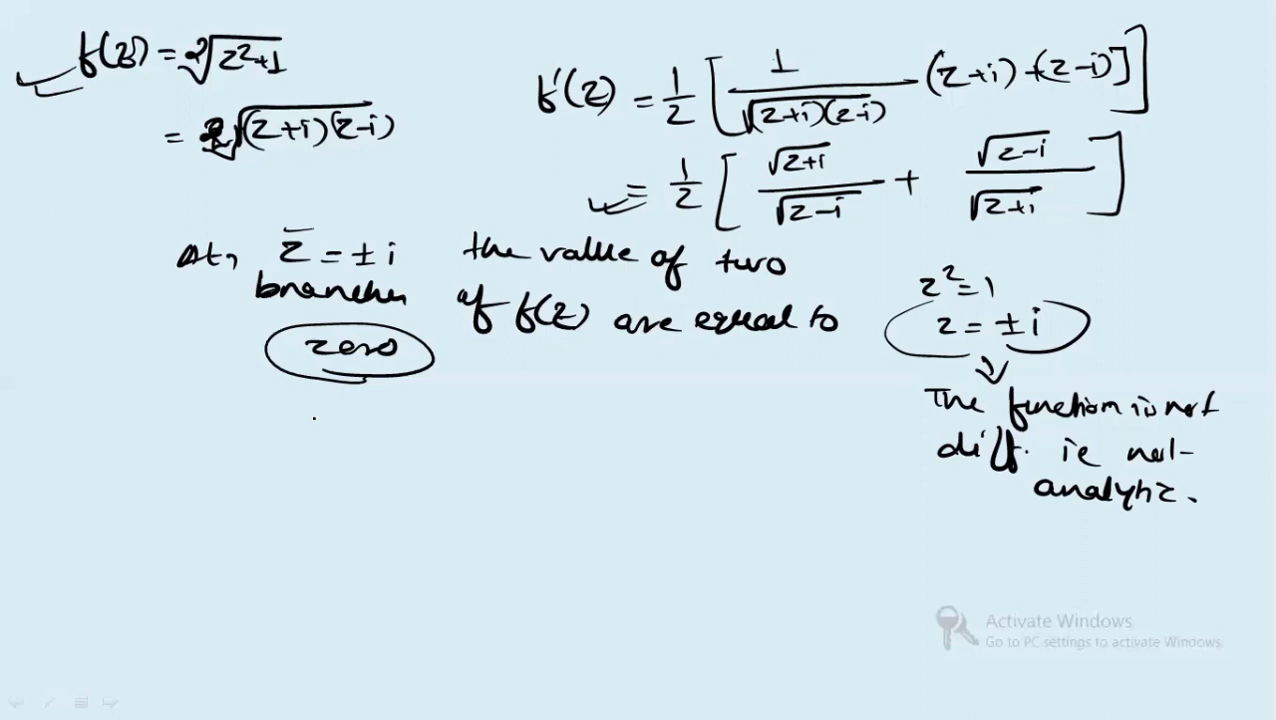 f(z) = ²√z²+1
= ²√(z+i)(z-i)
f'(z) = 1/2 [ 1/√(z+i)(z-i) (z+i)+(z-i) ]
= 1/2 [ √z+i/√z-i + √z-i/√z+i ]
At, z = ± i the value of two
branches of f(z) are equal to
zero
z² = 1
z = ± i
The function is not
diff. ie not
analytic.
Activate Windows
Go to PC settings to activate Windows.